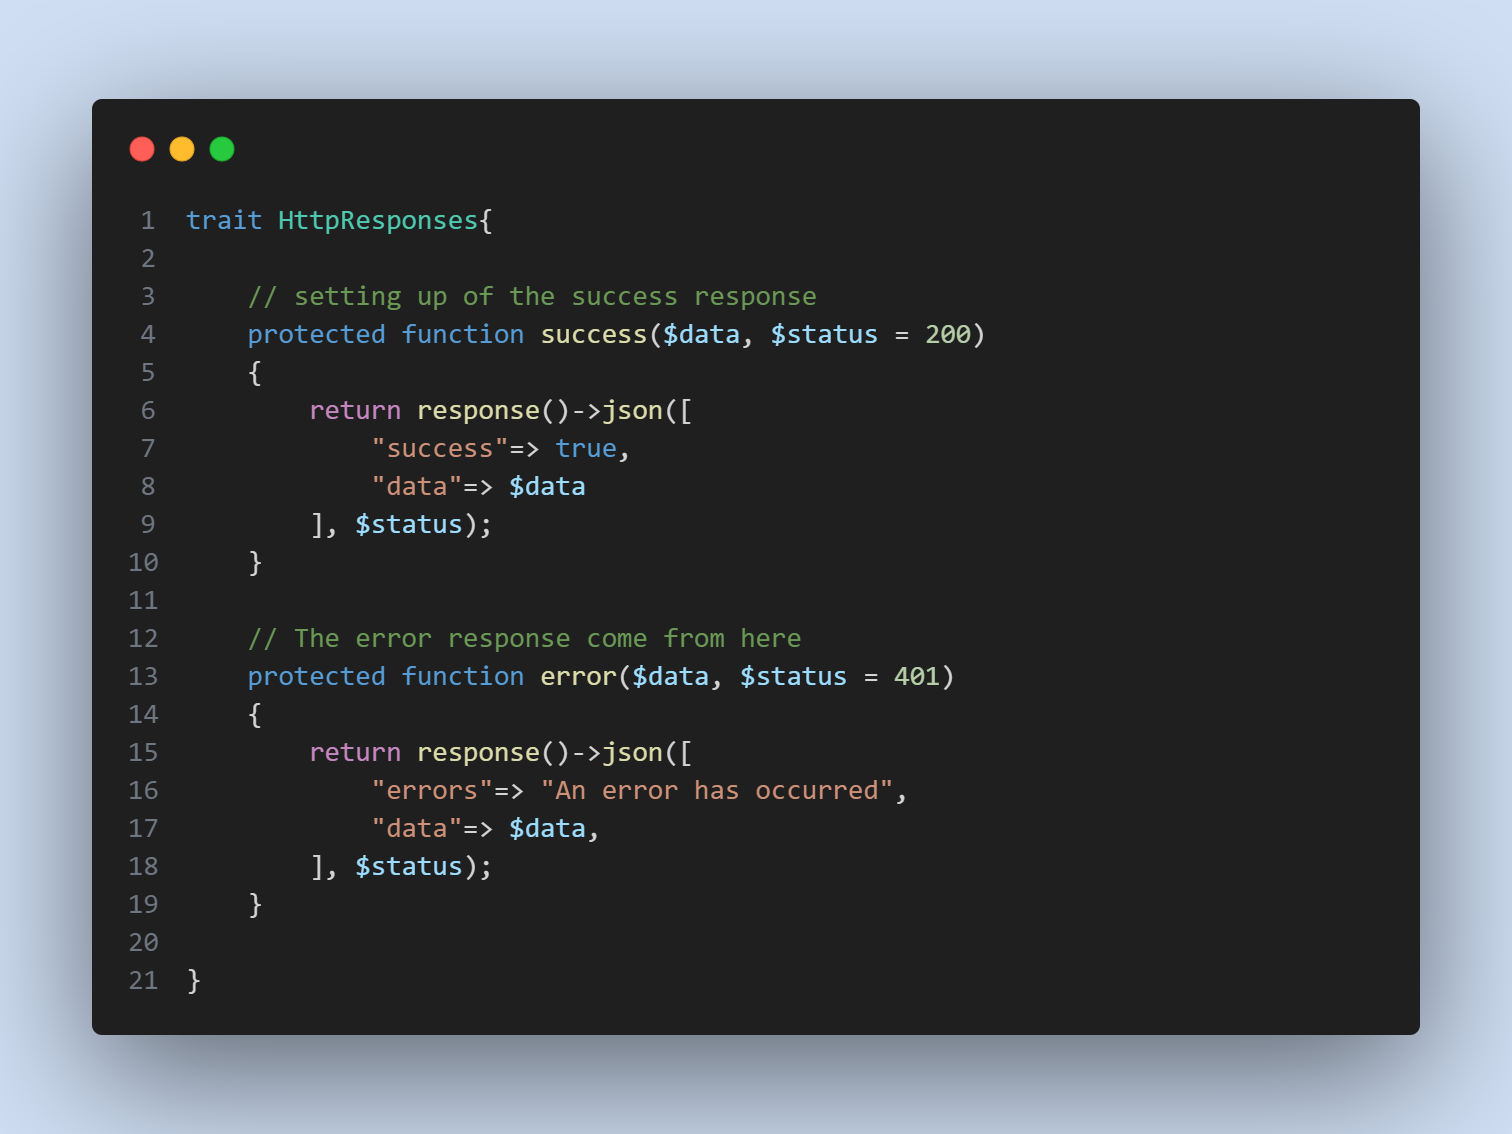 1 trait HttpResponses{
2
3     // setting up of the success response
4     protected function success($data, $status = 200)
5     {
6         return response()->json([
7             "success"=> true,
8             "data"=> $data
9         ], $status);
10     }
11
12     // The error response come from here
13     protected function error($data, $status = 401)
14     {
15         return response()->json([
16             "errors"=> "An error has occurred",
17             "data"=> $data,
18         ], $status);
19     }
20
21 }